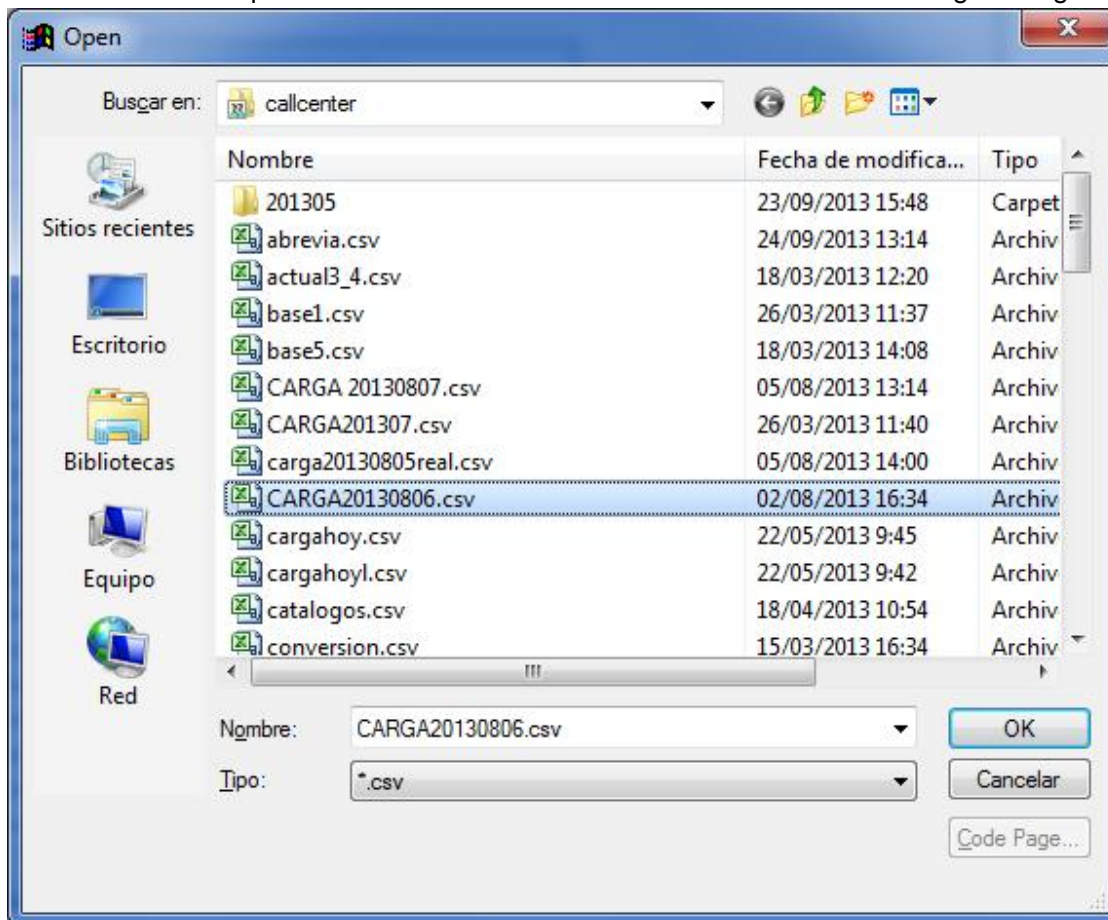 Open
Buscar en: callcenter
Nombre Fecha de modifica... Tipo
201305 23/09/2013 15:48 Carpet
abrevia.csv 24/09/2013 13:14 Archiv
actual3_4.csv 18/03/2013 12:20 Archiv
base1.csv 26/03/2013 11:37 Archiv
base5.csv 18/03/2013 14:08 Archiv
CARGA 20130807.csv 05/08/2013 13:14 Archiv
CARGA201307.csv 26/03/2013 11:40 Archiv
carga20130805real.csv 05/08/2013 14:00 Archiv
CARGA20130806.csv 02/08/2013 16:34 Archiv
cargahoy.csv 22/05/2013 9:45 Archiv
cargahoyl.csv 22/05/2013 9:42 Archiv
catalogos.csv 18/04/2013 10:54 Archiv
conversion.csv 15/03/2013 16:34 Archiv
Sitios recientes
Escritorio
Bibliotecas
Equipo
Red
Nombre: CARGA20130806.csv OK
Tipo: *.csv Cancelar
Code Page...